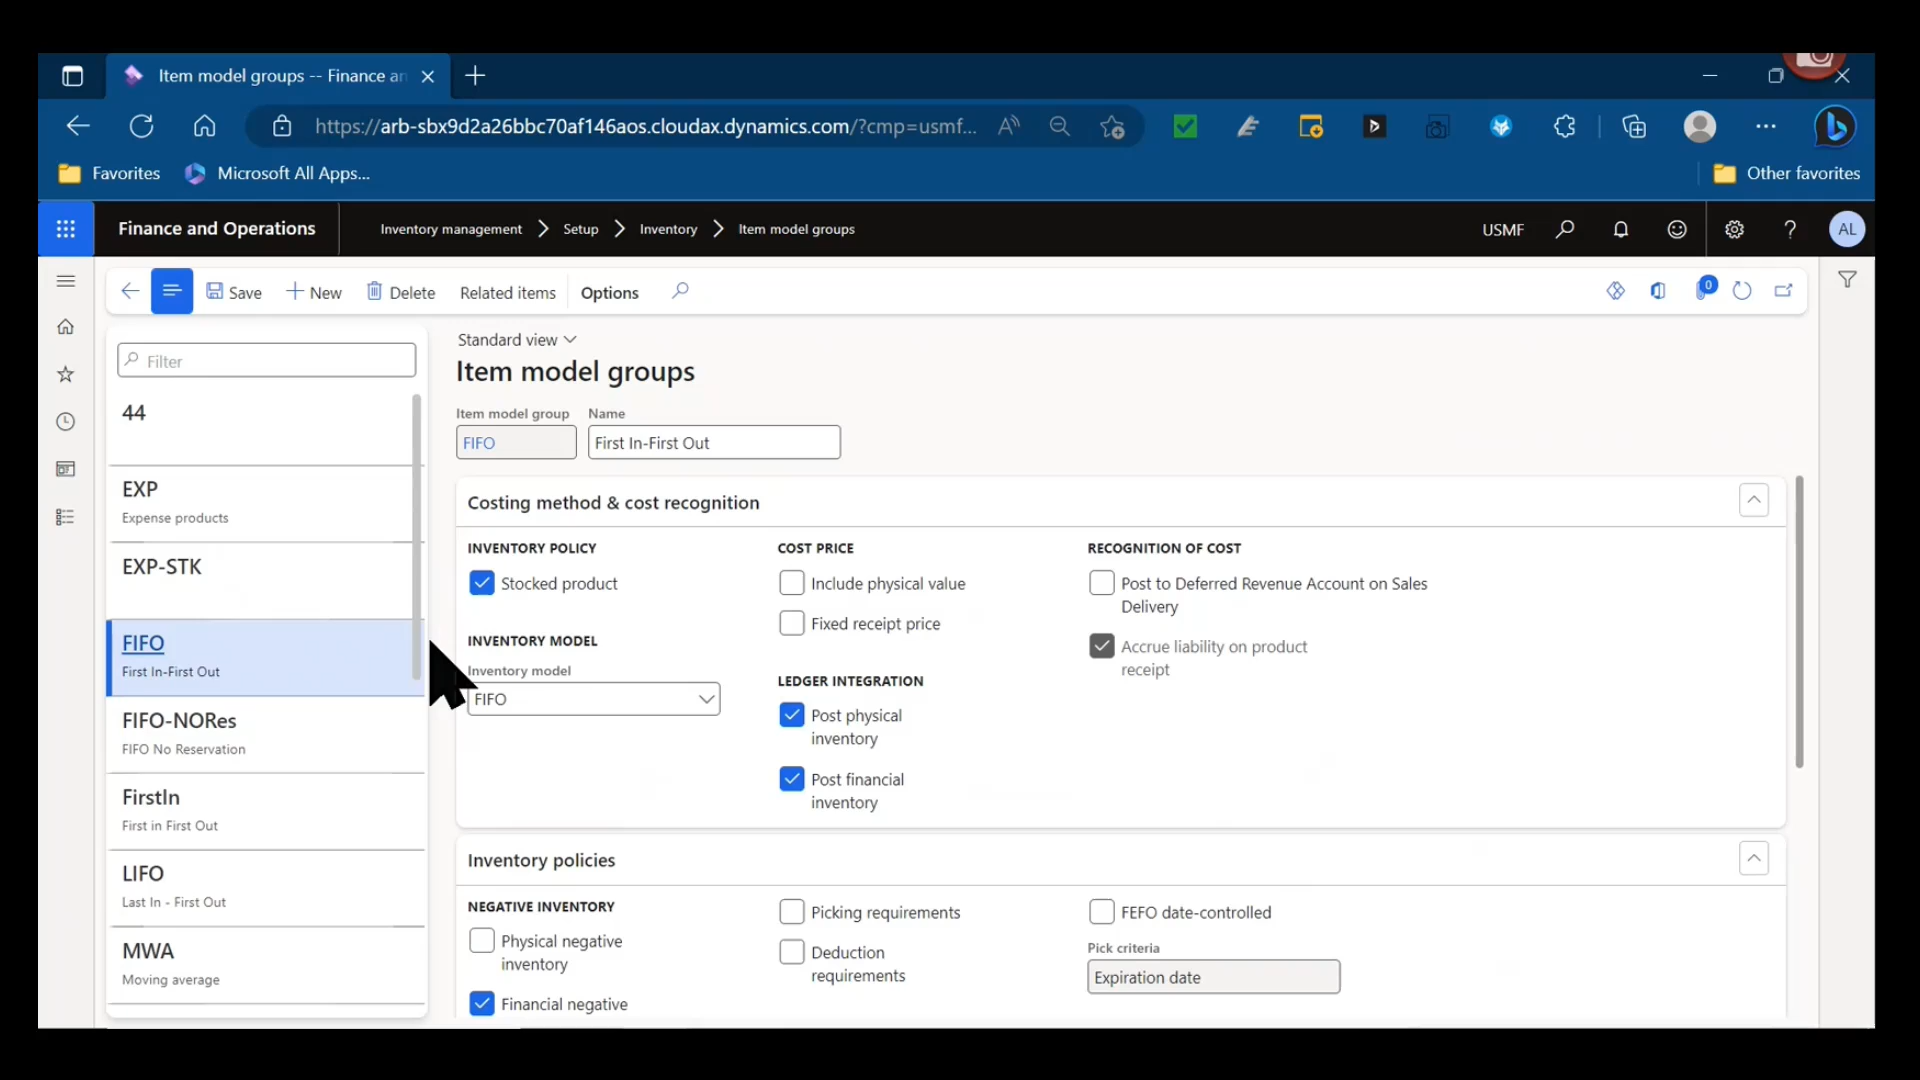 Item model groups -- Finance an
https://arb-sbx9d2a26bbc70af146aos.cloudax.dynamics.com/?cmp=usmf...
Favorites
Microsoft All Apps...
Other favorites
Finance and Operations
Inventory management
Setup
Inventory
Item model groups
USMF
?
AL
Save
New
Delete
Related items
Options
0
Filter
44
EXP
Expense products
EXP-STK
FIFO
First In-First Out
FIFO-NORes
FIFO No Reservation
FirstIn
First in First Out
LIFO
Last In - First Out
MWA
Moving average
Standard view
Item model groups
Item model group
Name
FIFO
First In-First Out
Costing method & cost recognition
INVENTORY POLICY
Stocked product
INVENTORY MODEL
Inventory model
FIFO
COST PRICE
Include physical value
Fixed receipt price
LEDGER INTEGRATION
Post physical
inventory
Post financial
inventory
RECOGNITION OF COST
Post to Deferred Revenue Account on Sales
Delivery
Accrue liability on product
receipt
Inventory policies
NEGATIVE INVENTORY
Physical negative
inventory
Financial negative
Picking requirements
Deduction
requirements
FEFO date-controlled
Pick criteria
Expiration date